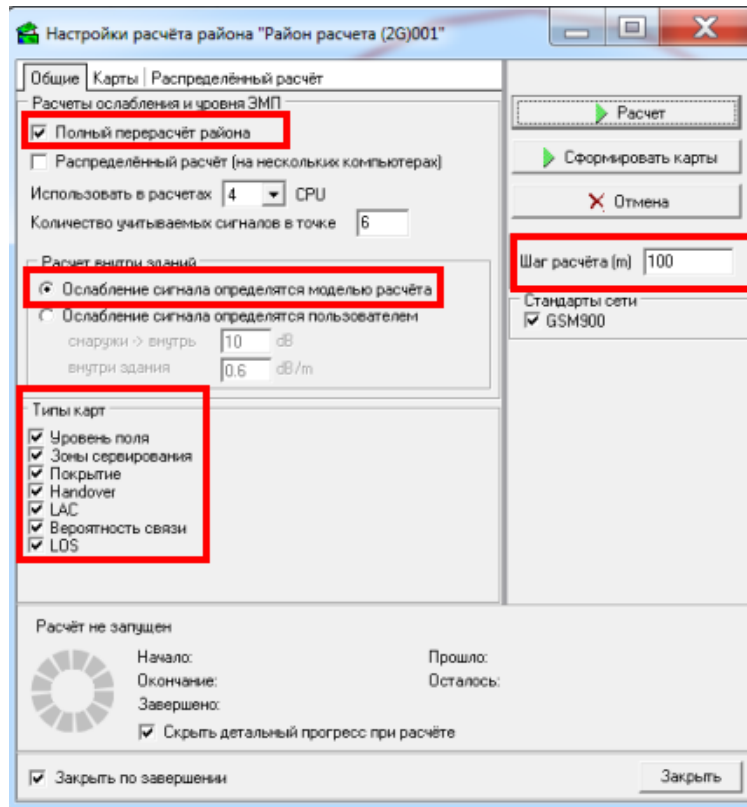 Настройки расчёта района "Район расчета (2G)001"
Общие Карты Распределённый расчёт
Расчеты ослабления и уровня ЭМП
Полный перерасчёт района
Распределённый расчёт (на нескольких компьютерах)
Использовать в расчетах 4 CPU
Количество учитываемых сигналов в точке 6
Расчет внутри зданий
Ослабление сигнала определятся моделью расчёта
Ослабление сигнала определятся пользователем
снаружи -> внутрь 10 dB
внутри здания 0.6 dB/m
Типы карт
Уровень поля
Зоны сервирования
Покрытие
Handover
LAC
Вероятность связи
LOS
Расчет
Сформировать карты
Отмена
Шаг расчёта (m) 100
Стандарты сети
GSM900
Расчёт не запущен
Начало: Прошло:
Окончание: Осталось:
Завершено:
Скрыть детальный прогресс при расчёте
Закрыть по завершении Закрыть